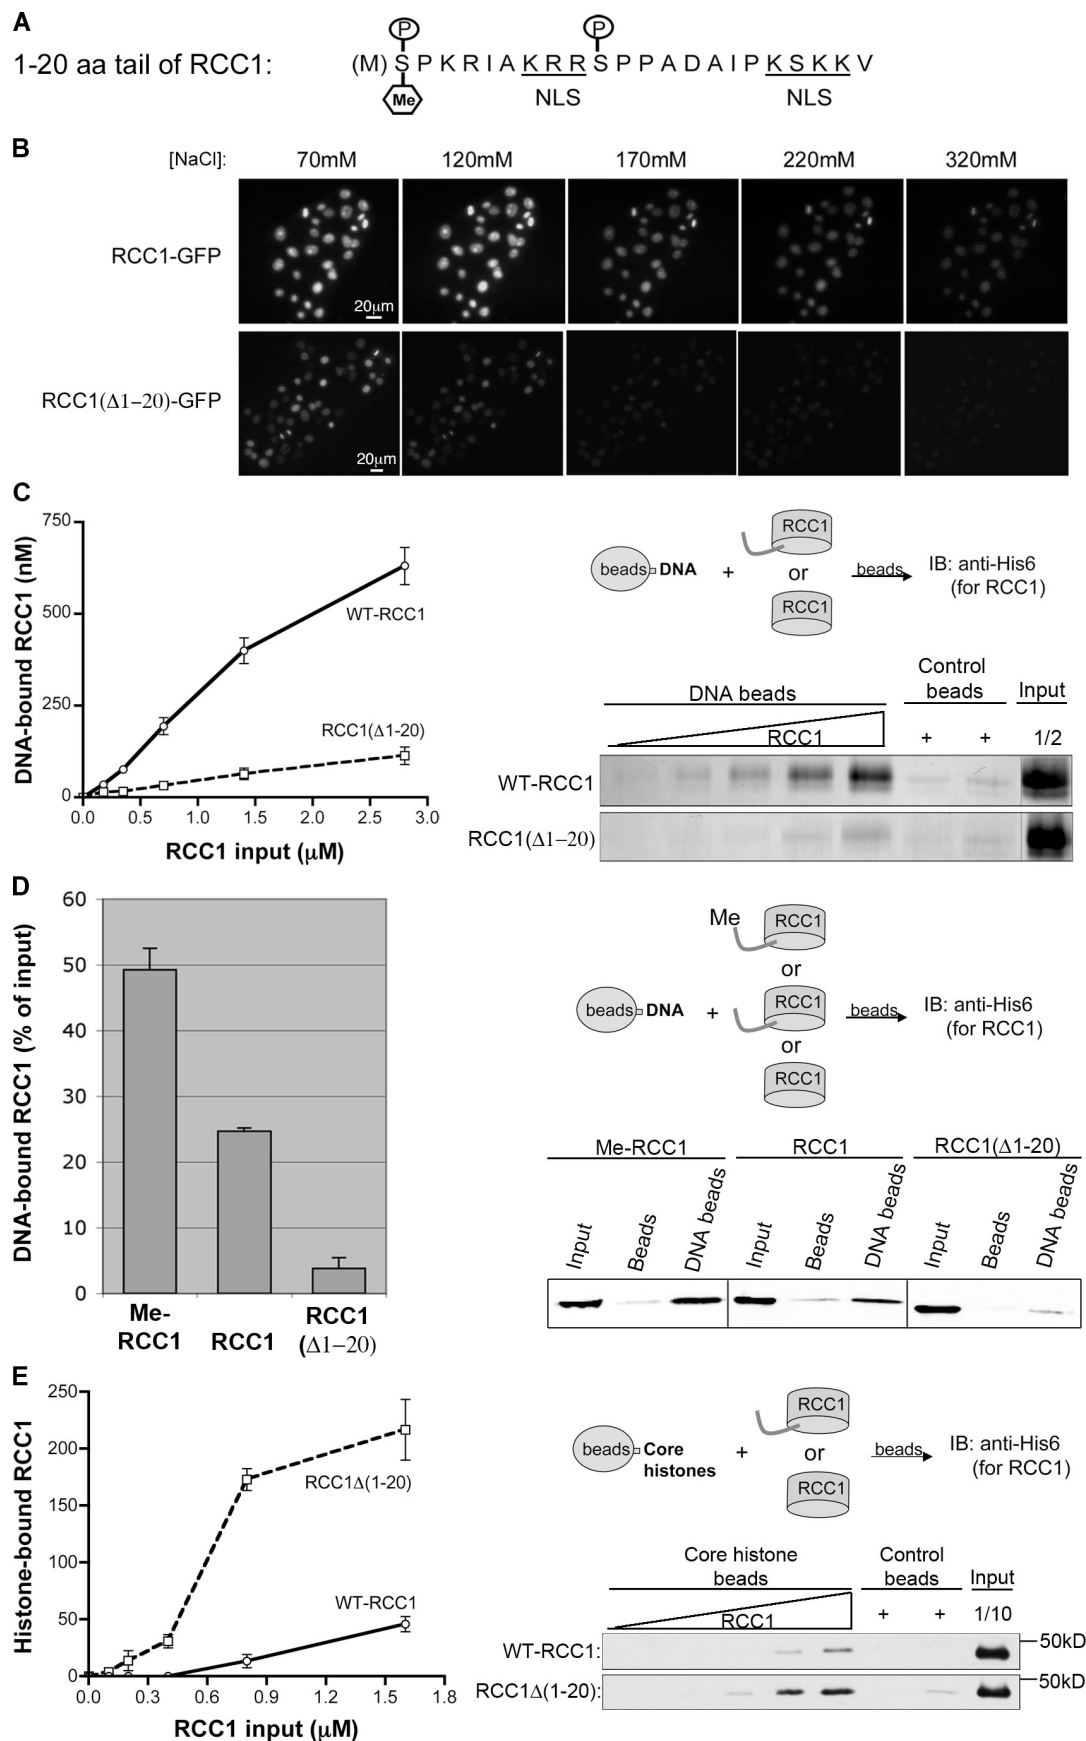 A
1-20 aa tail of RCC1:
P
P
(M) S P K R I A K R R S P P A D A I P K S K K V
Me
NLS
NLS
B
[NaCl]:
70mM
120mM
170mM
220mM
320mM
RCC1-GFP
20μm
RCC1(Δ1−20)-GFP
20μm
C
DNA-bound RCC1 (nM)
750
500
250
0
WT-RCC1
RCC1(Δ1-20)
0.0
0.5
1.0
1.5
2.0
2.5
3.0
RCC1 input (μM)
beads
DNA
+
RCC1
or
RCC1
beads
IB: anti-His6
(for RCC1)
DNA beads
Control
beads
Input
RCC1
+
+
1/2
WT-RCC1
RCC1(Δ1−20)
D
DNA-bound RCC1 (% of input)
60
50
40
30
20
10
0
Me-
RCC1
RCC1
RCC1
(Δ1−20)
beads
DNA
+
Me
RCC1
or
RCC1
or
RCC1
beads
IB: anti-His6
(for RCC1)
Me-RCC1
RCC1
RCC1(Δ1-20)
Input
Beads
DNA beads
Input
Beads
DNA beads
Input
Beads
DNA beads
E
Histone-bound RCC1
250
200
150
100
50
0
RCC1Δ(1-20)
WT-RCC1
0.0
0.3
0.6
0.9
1.2
1.5
1.8
RCC1 input (μM)
beads
Core
histones
+
RCC1
or
RCC1
beads
IB: anti-His6
(for RCC1)
Core histone
beads
Control
beads
Input
RCC1
+
+
1/10
WT-RCC1:
50kD
RCC1Δ(1-20):
50kD